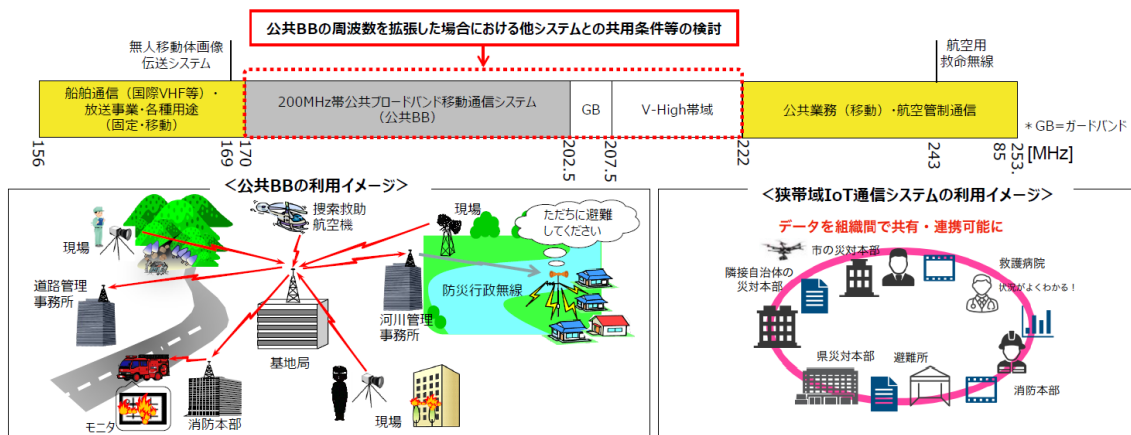 公共BBの周波数を拡張した場合における他システムとの共用条件等の検討
無人移動体画像
伝送システム
航空用
救命無線
船舶通信(国際VHF等)・
放送事業・各種用途
(固定・移動)
200MHz帯公共ブロードバンド移動通信システム
(公共BB)
GB
V-High帯域
公共業務(移動)・航空管制通信
*GB=ガードバンド
156
169
170
202.5
207.5
222
243
253.
85
[MHz]
<公共BBの利用イメージ>
現場
捜索救助
航空機
現場
ただちに避難
してください
道路管理
事務所
防災行政無線
河川管理
事務所
基地局
モニタ
消防本部
現場
<狭帯域IoT通信システムの利用イメージ>
データを組織間で共有・連携可能に
市の災対本部
隣接自治体の
災対本部
救護病院
状況がよくわかる!
県災対本部
避難所
消防本部